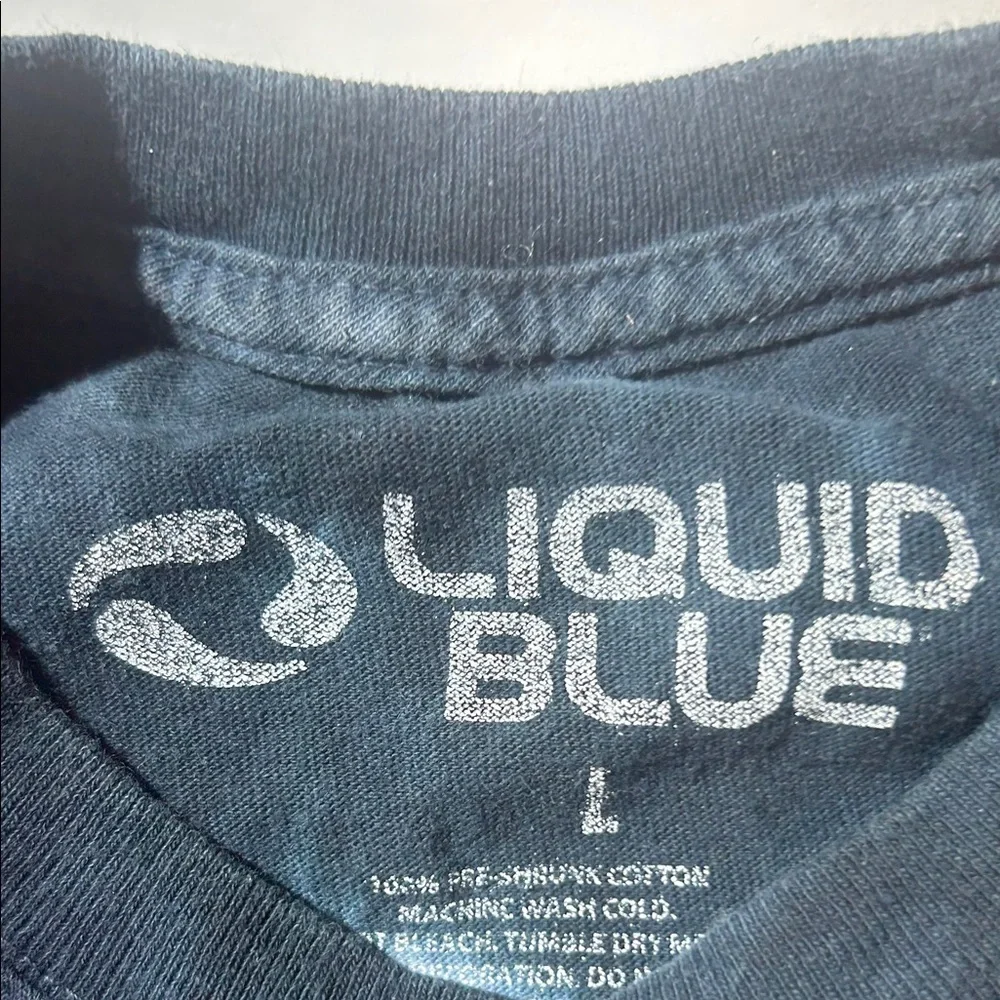 LIQUID
BLUE
L
100% PRE-SHRUNK COTTON
MACHINE WASH COLD.
BLEACH. TUMBLE DRY
DO